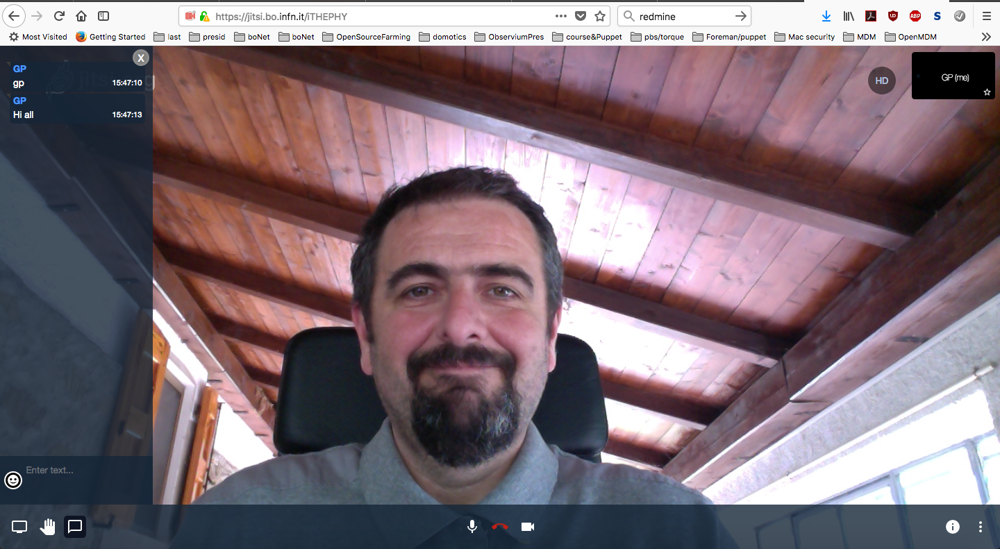 https://jitsi.bo.infn.it/iTHEPHY
redmine
UD
ABP
S
Most Visited Getting Started last presid boNet boNet OpenSourceFarming domotics ObserviumPres course&Puppet pbs/torque Foreman/puppet Mac security MDM OpenMDM
X
GP
gp 15:47:10
GP
Hi all 15:47:13
HD
GP (me)
Enter text...